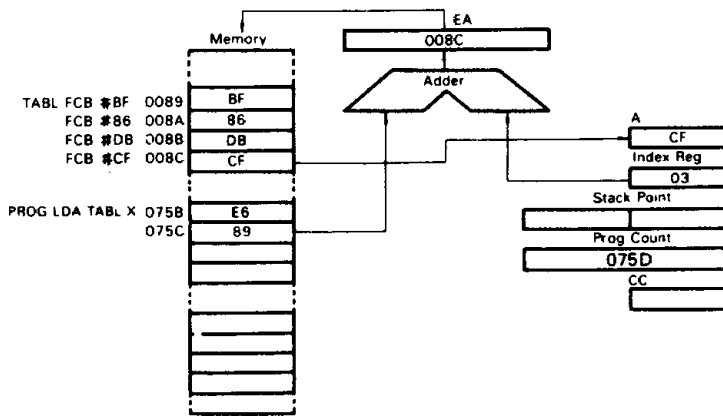 EA
Memory
008C
Adder
TABL FCB #BF 0089 BF
FCB #86 008A 86
FCB #DB 008B DB
FCB #CF 008C CF
A
CF
Index Reg
03
Stack Point
PROG LDA TABL X 075B E6
075C 89
Prog Count
075D
CC